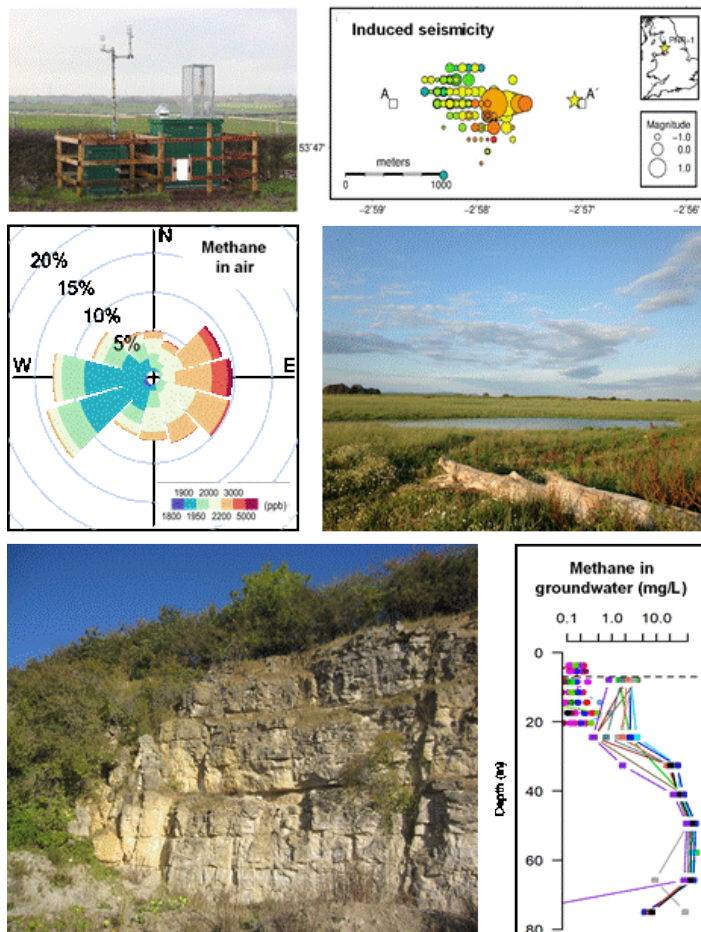 Induced seismicity
PNR-1
A
A´
Magnitude
−1.0
0.0
1.0
53˚47'
meters
0
1000
−2˚59'
−2˚58'
−2˚57'
−2˚56'
N
Methane
in air
20%
15%
10%
5%
W
E
1900 2000 3000
(ppb)
1800 1950 2200 5000
Methane in
groundwater (mg/L)
0.1
10.0
1.0
0
20
40
60
80
Depth (m)